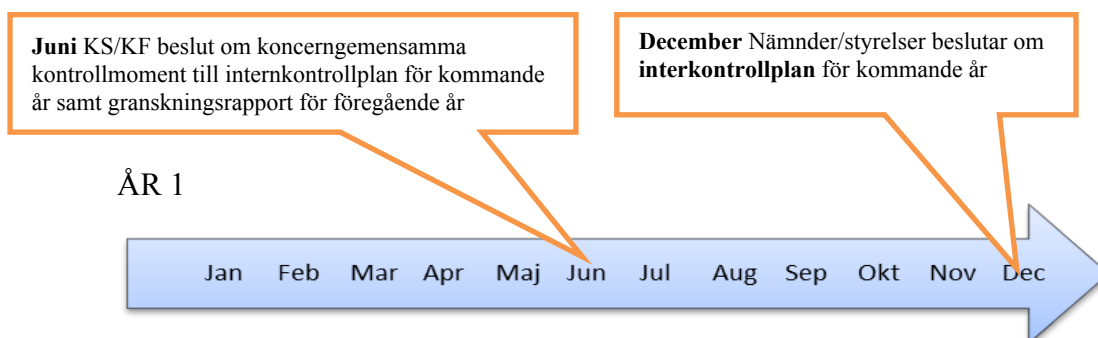 Juni KS/KF beslut om koncerngemensamma
kontrollmoment till internkontrollplan för kommande
år samt granskningsrapport för föregående år
December Nämnder/styrelser beslutar om
interkontrollplan för kommande år
ÅR 1
Jan Feb Mar Apr Maj Jun Jul Aug Sep Okt Nov Dec